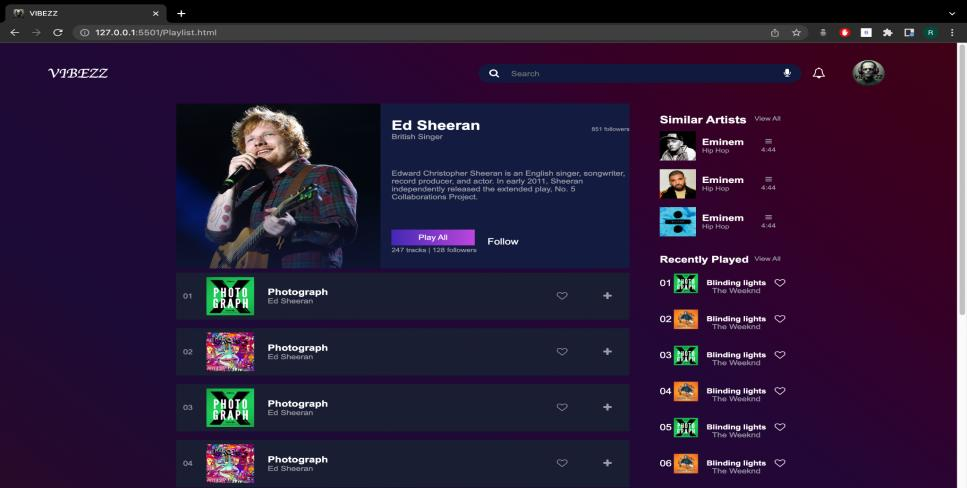 VIBEZZ
127.0.0.1:5501/Playlist.html
R
VIBEZZ
Search
Ed Sheeran
British Singer
851 followers
Edward Christopher Sheeran is an English singer, songwriter,
record producer, and actor. In early 2011, Sheeran
independently released the extended play, No. 5
Collaborations Project.
Play All
Follow
247 tracks | 128 followers
01
PHOTO
GRAPH
Photograph
Ed Sheeran
02
Photograph
Ed Sheeran
03
PHOTO
GRAPH
Photograph
Ed Sheeran
04
Photograph
Ed Sheeran
Similar Artists View All
Eminem
Hip Hop 4:44
Eminem
Hip Hop 4:44
Eminem
Hip Hop 4:44
Recently Played View All
01 PHOTO GRAPH Blinding lights
The Weeknd
02 Blinding lights
The Weeknd
03 PHOTO GRAPH Blinding lights
The Weeknd
04 Blinding lights
The Weeknd
05 PHOTO GRAPH Blinding lights
The Weeknd
06 Blinding lights
The Weeknd